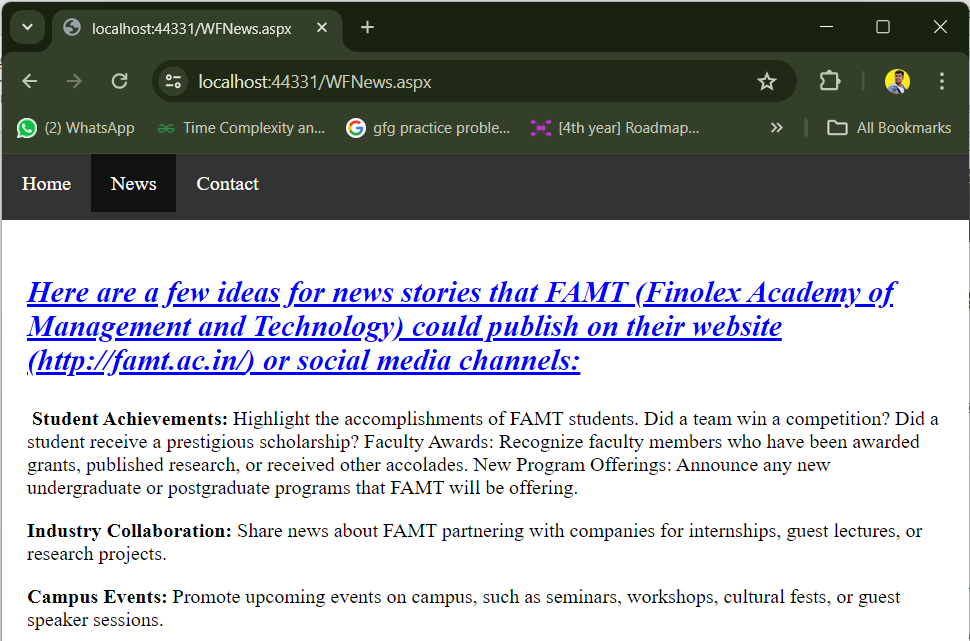 localhost:44331/WFNews.aspx
localhost:44331/WFNews.aspx
(2) WhatsApp Time Complexity an... gfg practice proble... [4th year] Roadmap... All Bookmarks
Home News Contact
Here are a few ideas for news stories that FAMT (Finolex Academy of
Management and Technology) could publish on their website
(http://famt.ac.in/) or social media channels:
Student Achievements: Highlight the accomplishments of FAMT students. Did a team win a competition? Did a
student receive a prestigious scholarship? Faculty Awards: Recognize faculty members who have been awarded
grants, published research, or received other accolades. New Program Offerings: Announce any new
undergraduate or postgraduate programs that FAMT will be offering.
Industry Collaboration: Share news about FAMT partnering with companies for internships, guest lectures, or
research projects.
Campus Events: Promote upcoming events on campus, such as seminars, workshops, cultural fests, or guest
speaker sessions.